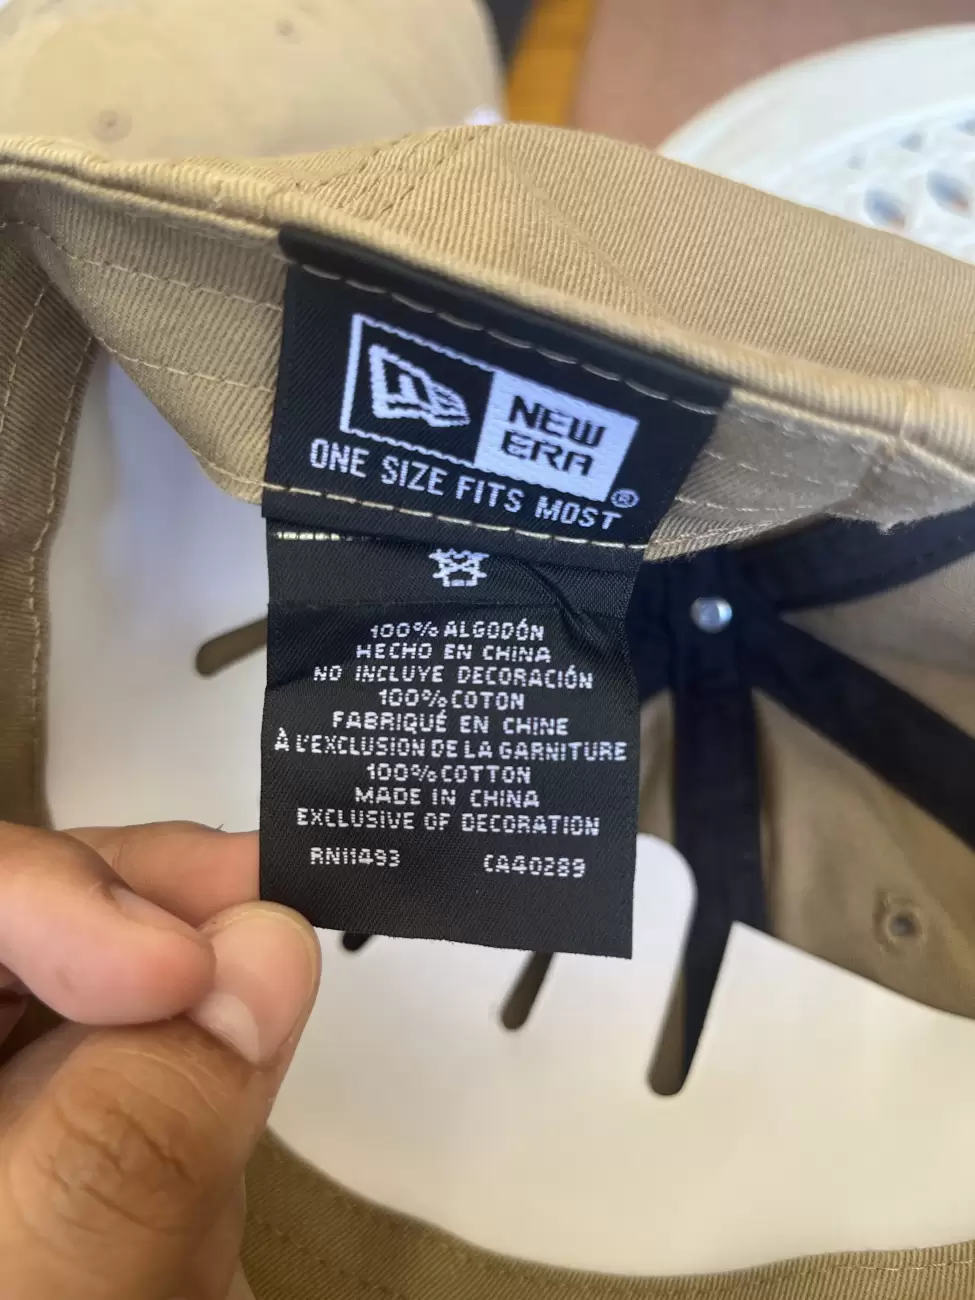 NEW
ERA
®
ONE SIZE FITS MOST
100% ALGODÓN
HECHO EN CHINA
NO INCLUYE DECORACIÓN
100% COTON
FABRIQUÉ EN CHINE
À L'EXCLUSION DE LA GARNITURE
100% COTTON
MADE IN CHINA
EXCLUSIVE OF DECORATION
RN11493 CA40289